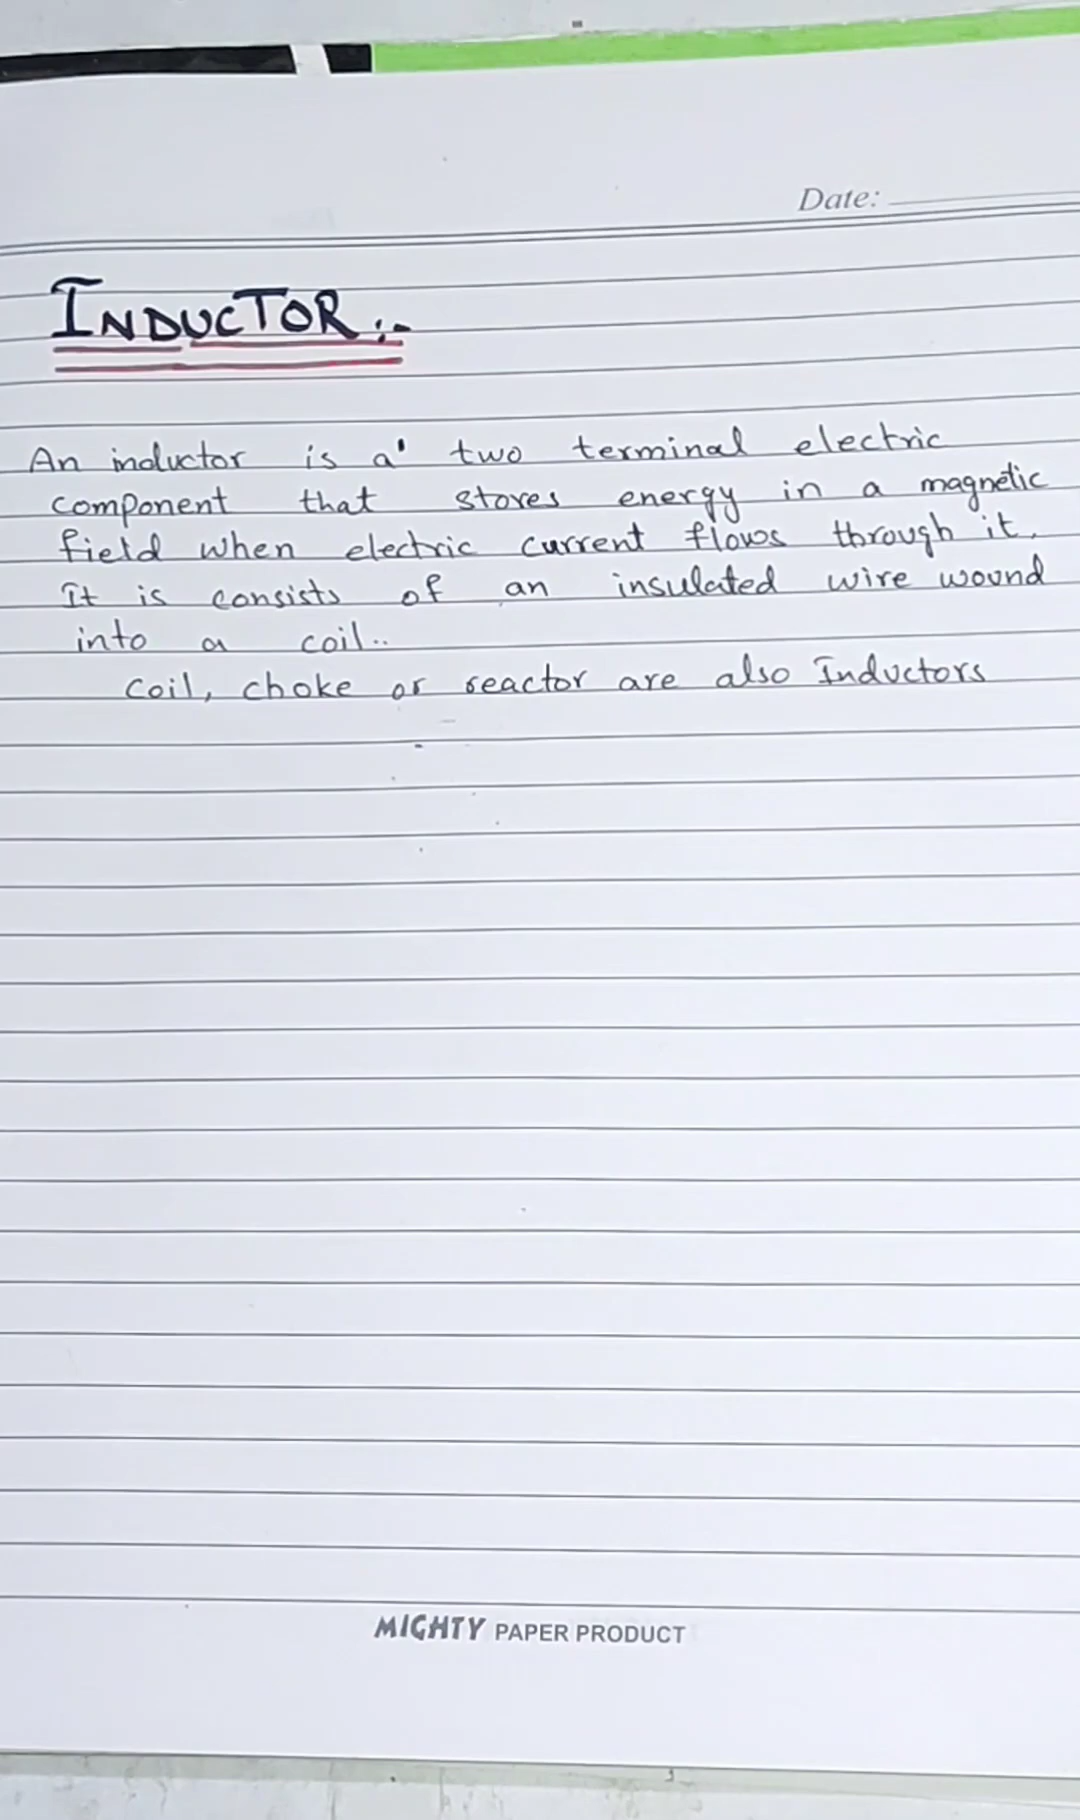 Date:
INDUCTOR :-
An inductor is a two terminal electric
component that stores energy in a magnetic
field when electric current flows through it.
It is consists of an insulated wire wound
into a coil..
Coil, choke or reactor are also Inductors
MIGHTY PAPER PRODUCT